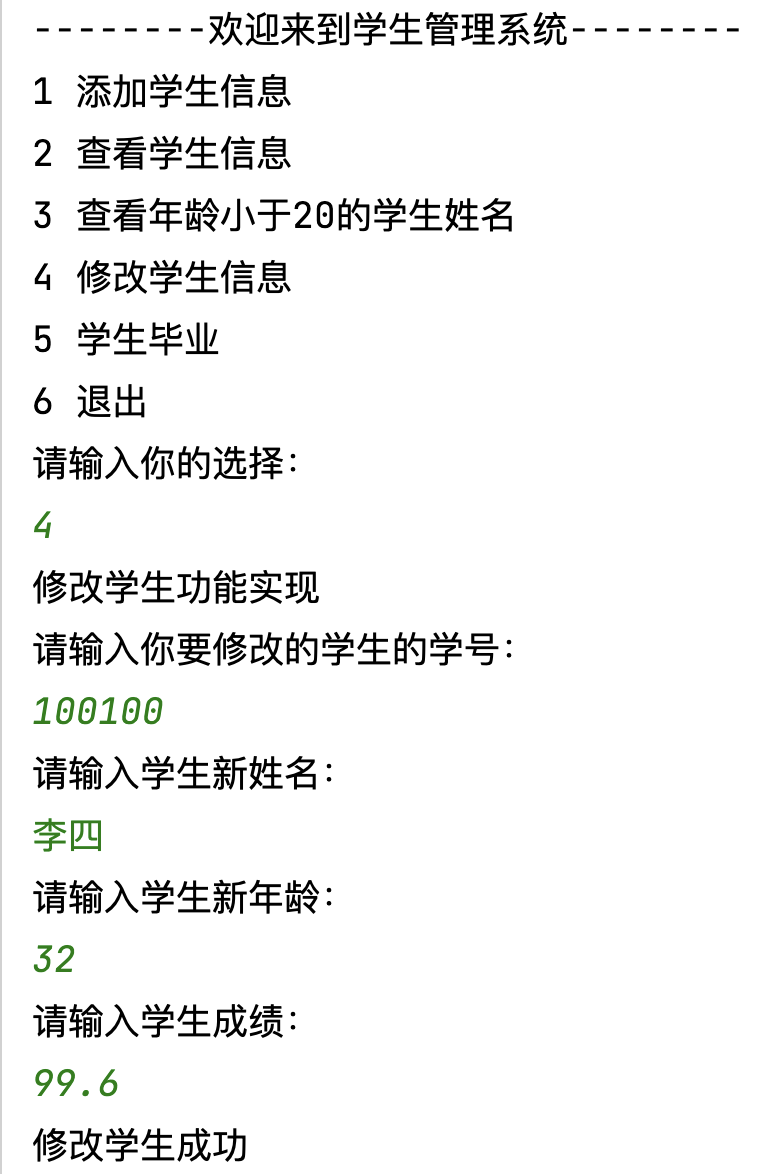 --------欢迎来到学生管理系统--------
1 添加学生信息
2 查看学生信息
3 查看年龄小于20的学生姓名
4 修改学生信息
5 学生毕业
6 退出
请输入你的选择：
4
修改学生功能实现
请输入你要修改的学生的学号：
100100
请输入学生新姓名：
李四
请输入学生新年龄：
32
请输入学生成绩：
99.6
修改学生成功